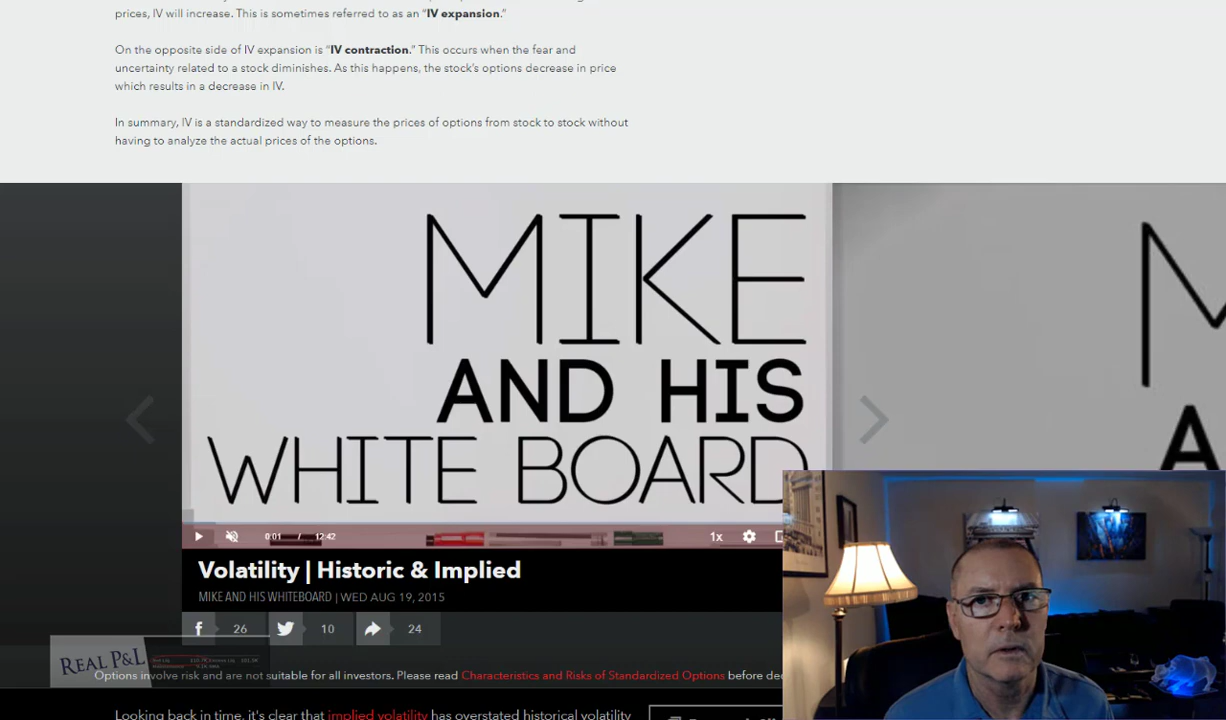 prices, IV will increase. This is sometimes referred to as an “IV expansion.”
On the opposite side of IV expansion is “IV contraction.” This occurs when the fear and
uncertainty related to a stock diminishes. As this happens, the stock's options decrease in price
which results in a decrease in IV.
In summary, IV is a standardized way to measure the prices of options from stock to stock without
having to analyze the actual prices of the options.
MIKE
AND HIS
WHITE BOARD
0:01 / 12:42
1x
Volatility | Historic & Implied
MIKE AND HIS WHITEBOARD | WED AUG 19, 2015
26 10 24
REAL P&L
Options involve risk and are not suitable for all investors. Please read Characteristics and Risks of Standardized Options before
Looking back in time, it's clear that implied volatility has overstated historical volatility